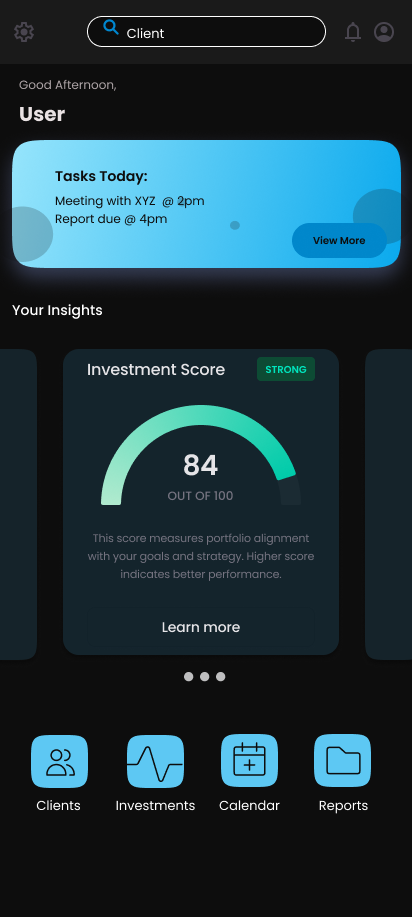 Client
Good Afternoon,
User
Tasks Today:
Meeting with XYZ @ 2pm
Report due @ 4pm
View More
Your Insights
Investment Score
STRONG
84
OUT OF 100
This score measures portfolio alignment
with your goals and strategy. Higher score
indicates better performance.
Learn more
Clients
Investments
Calendar
Reports